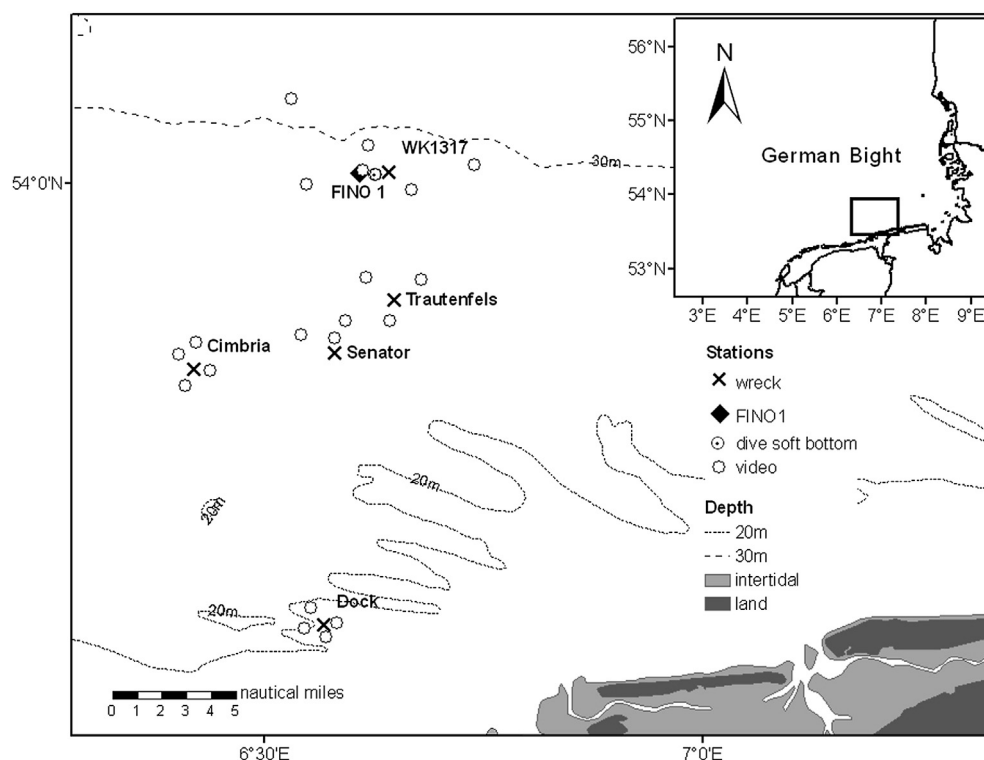 56°N
55°N
54°N
53°N
3°E 4°E 5°E 6°E 7°E 8°E 9°E
N
German Bight
54°0'N
30m
WK1317
FINO 1
Trautenfels
Senator
Cimbria
20m
20m
20m
Dock
Stations
wreck
FINO1
dive soft bottom
video
Depth
20m
30m
intertidal
land
nautical miles
0 1 2 3 4 5
6°30'E
7°0'E